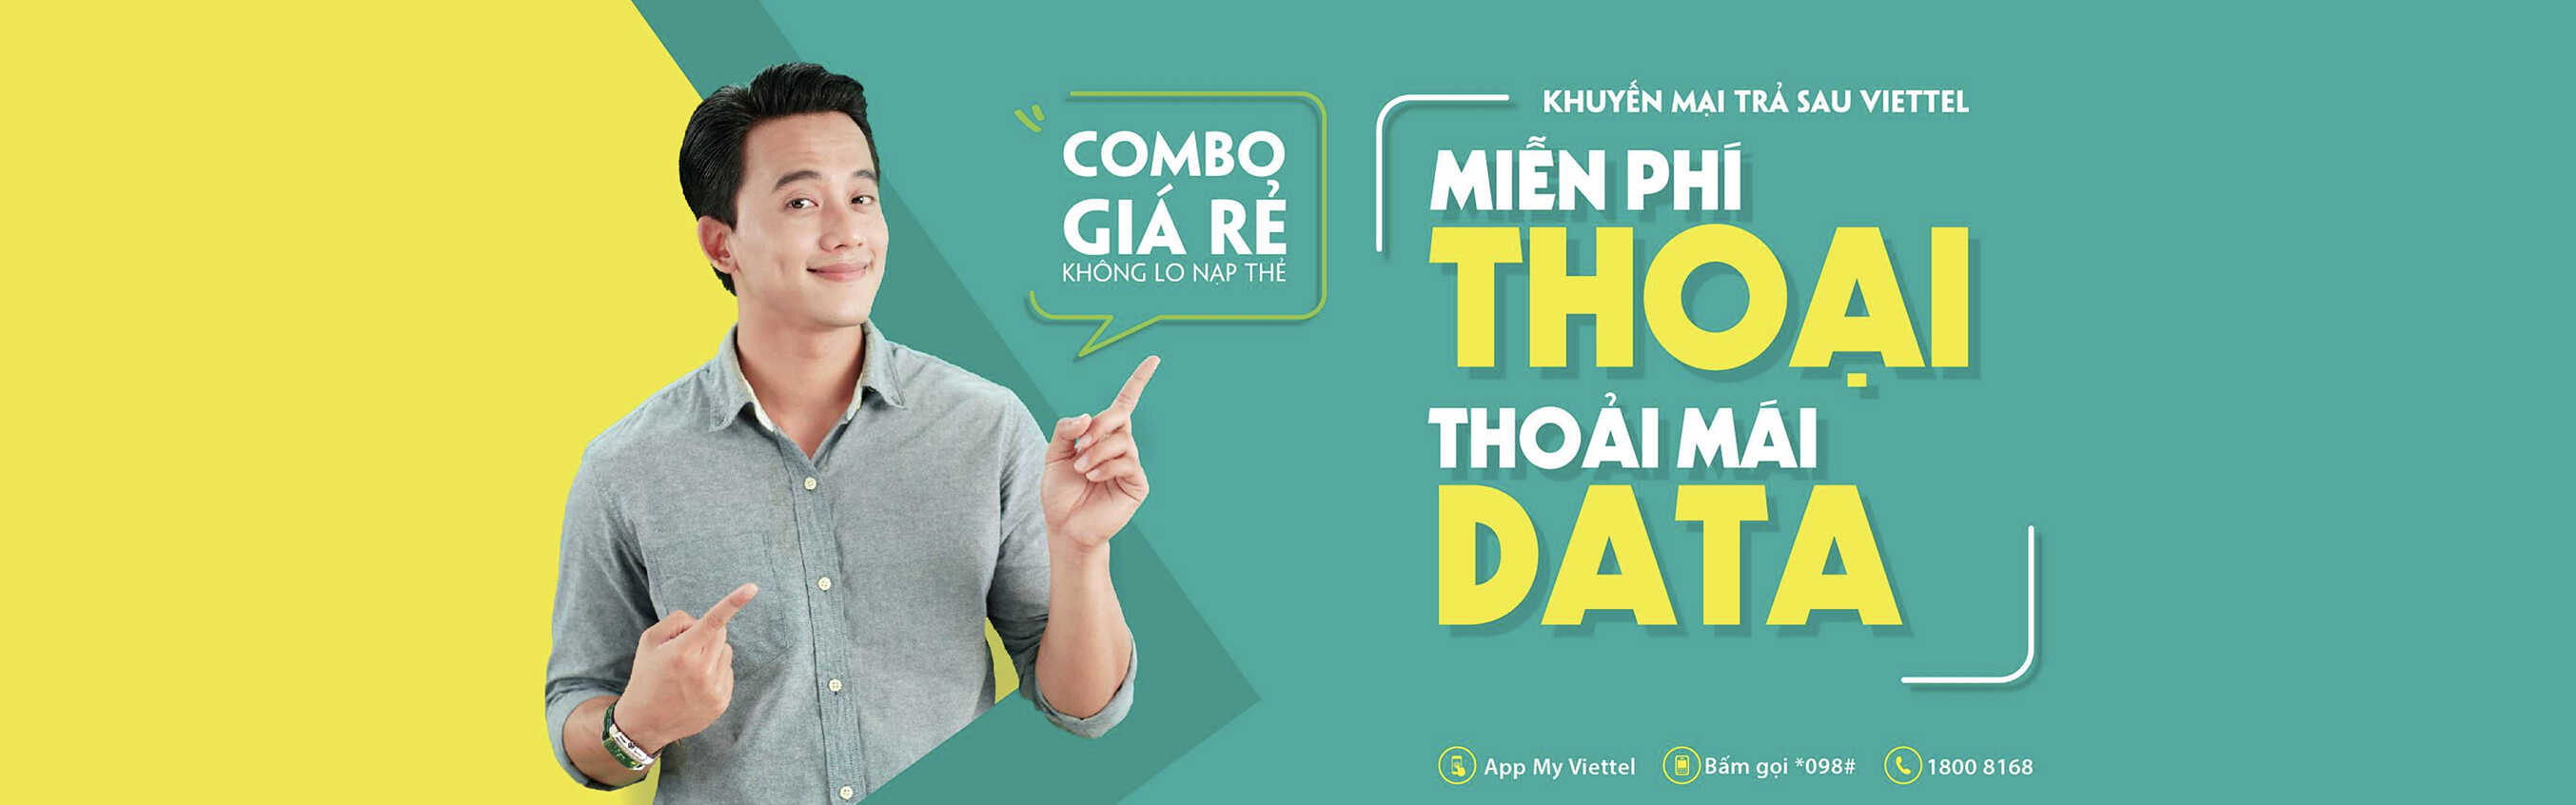 COMBO
GIÁ RẺ
KHÔNG LO NẠP THẺ
KHUYẾN MẠI TRẢ SAU VIETTEL
MIỄN PHÍ
THOẠI
THOẢI MÁI
DATA
App My Viettel Bấm gọi *098# 1800 8168